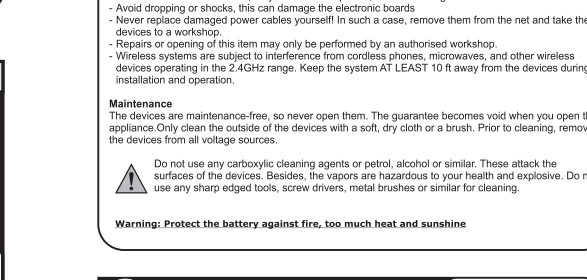 - Avoid dropping or shocks, this can damage the electronic boards
- Never replace damaged power cables yourself! In such a case, remove them from the net and take the
devices to a workshop.
- Repairs or opening of this item may only be performed by an authorised workshop.
- Wireless systems are subject to interference from cordless phones, microwaves, and other wireless
devices operating in the 2.4GHz range. Keep the system AT LEAST 10 ft away from the devices during
installation and operation.
Maintenance
The devices are maintenance-free, so never open them. The guarantee becomes void when you open
appliance.Only clean the outside of the devices with a soft, dry cloth or a brush. Prior to cleaning,
the devices from all voltage sources.
Do not use any carboxylic cleaning agents or petrol, alcohol or similar. These attack the
surfaces of the devices. Besides, the vapors are hazardous to your health and explosive. Do
use any sharp edged tools, screw drivers, metal brushes or similar for cleaning.
Warning: Protect the battery against fire, too much heat and sunshine